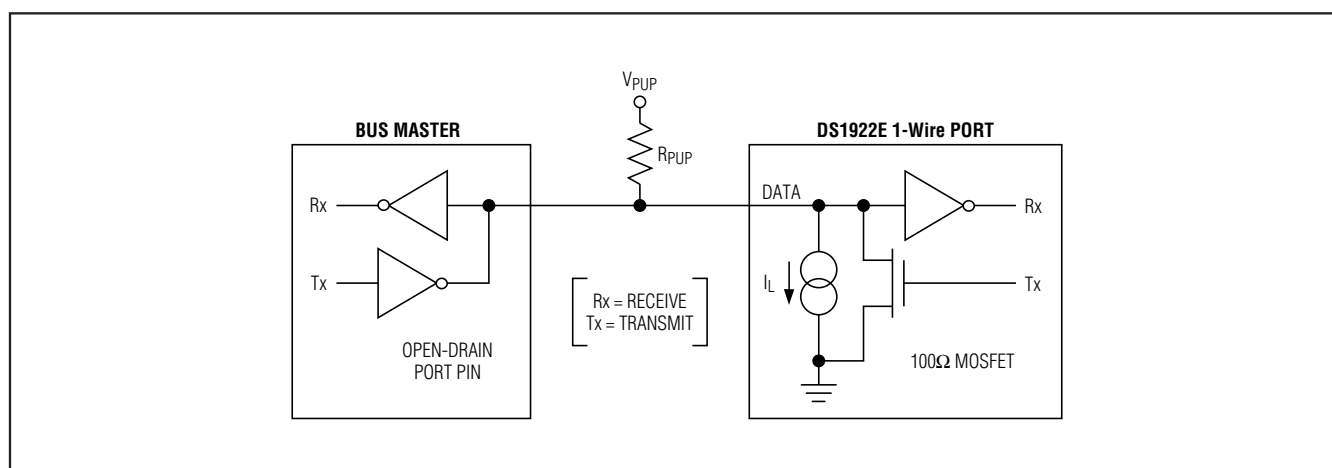 VPUP
BUS MASTER
DS1922E 1-Wire PORT
RPUP
DATA
Rx
Rx
Tx
IL
Tx
Rx = RECEIVE
Tx = TRANSMIT
OPEN-DRAIN
PORT PIN
100Ω MOSFET